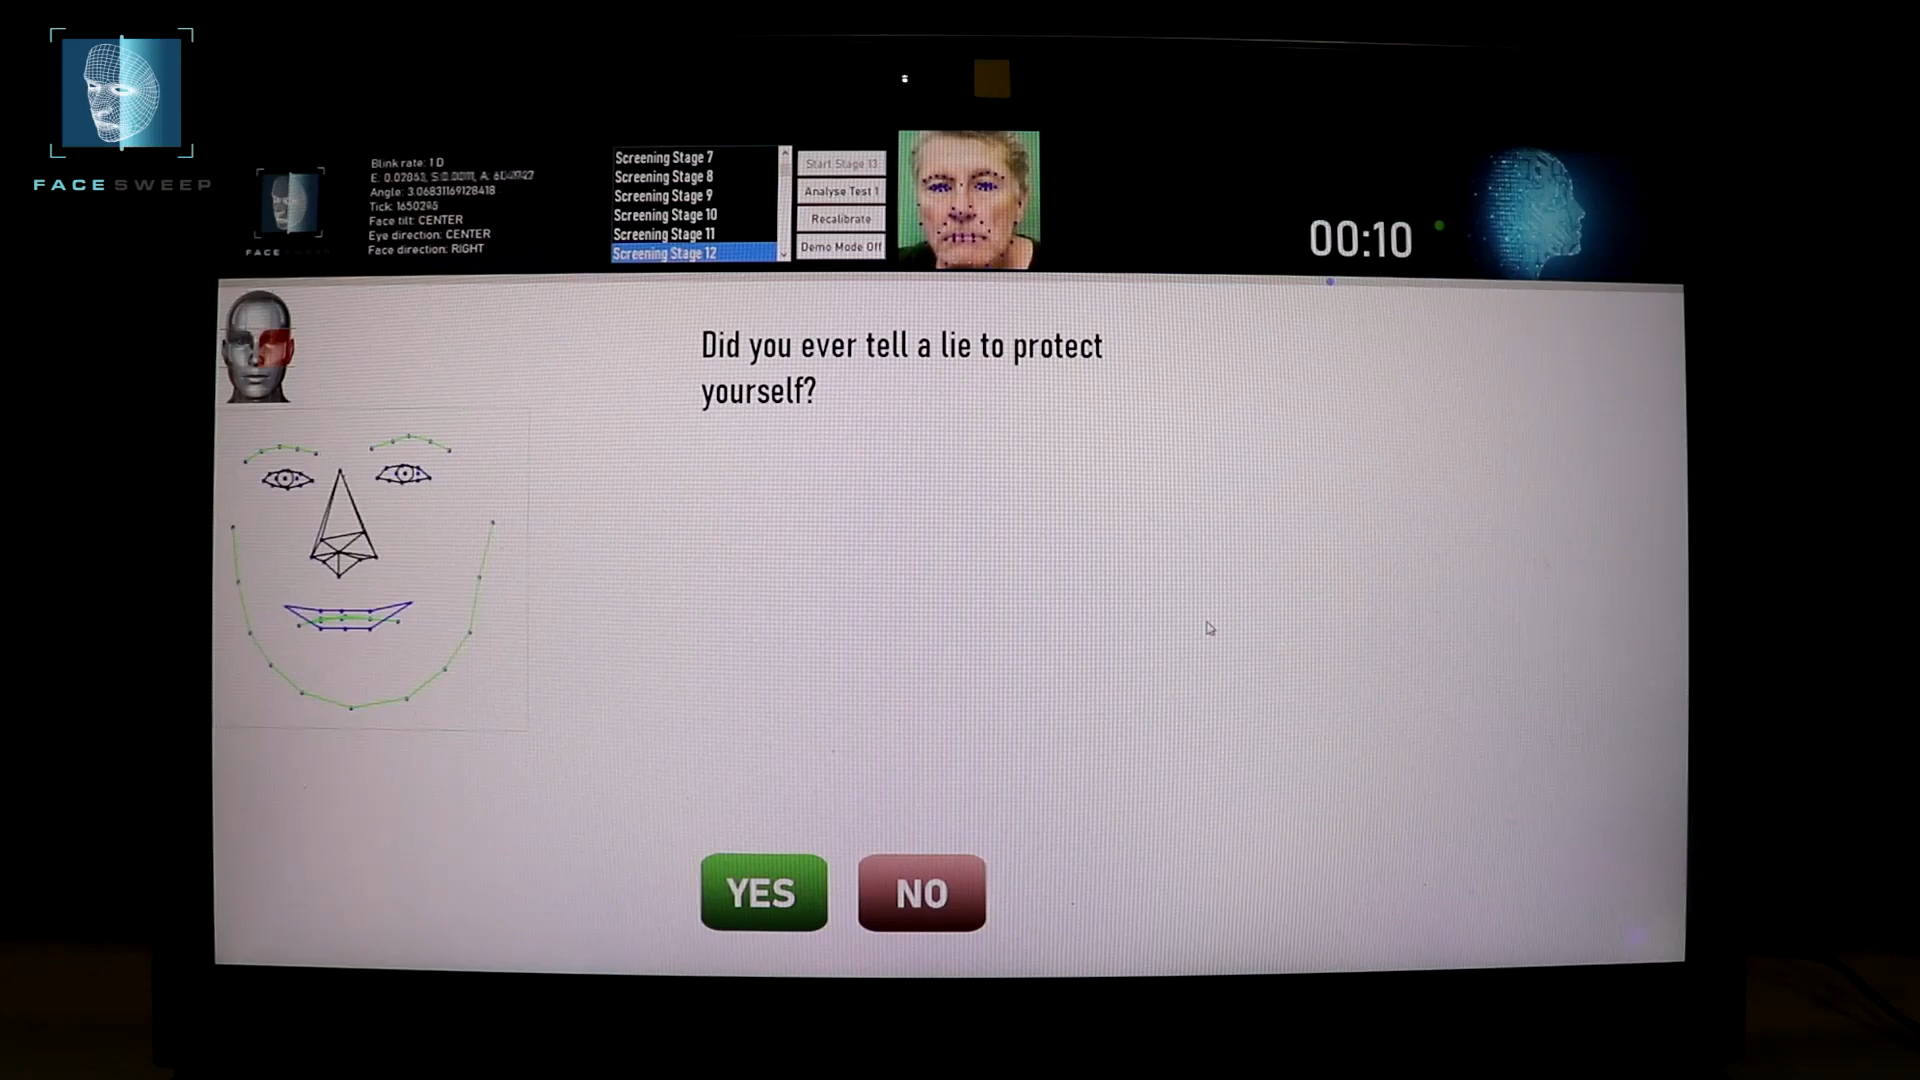 FACE SWEEP
Blink rate: 1 D
Angle: 3.06831169128418
Tick: 1650295
Face tilt: CENTER
Eye direction: CENTER
Face direction: RIGHT
FACE
Screening Stage 7
Screening Stage 8
Screening Stage 9
Screening Stage 10
Screening Stage 11
Screening Stage 12
Start Stage 13
Analyse Test 1
Recalibrate
Demo Mode Off
00:10
Did you ever tell a lie to protect
yourself?
YES
NO